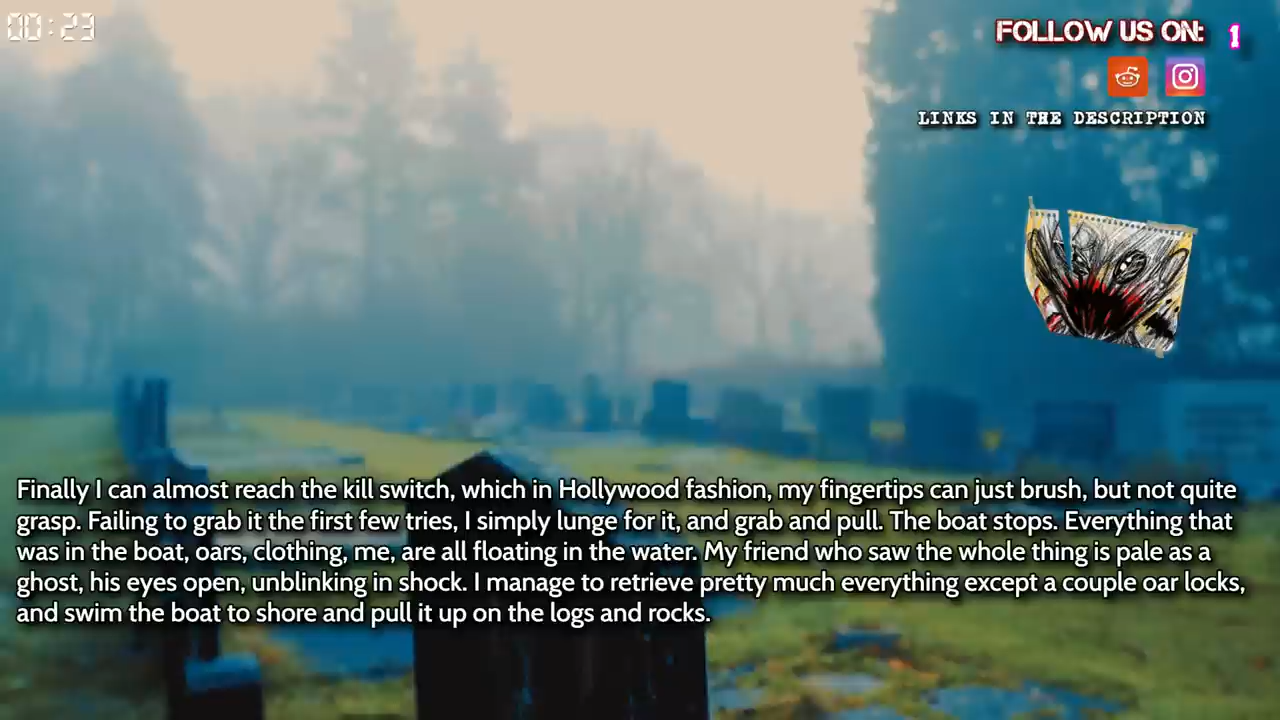 00:23
FOLLOW US ON: 1
LINKS IN THE DESCRIPTION
Finally I can almost reach the kill switch, which in Hollywood fashion, my fingertips can just brush, but not quite
grasp. Failing to grab it the first few tries, I simply lunge for it, and grab and pull. The boat stops. Everything that
was in the boat, oars, clothing, me, are all floating in the water. My friend who saw the whole thing is pale as a
ghost, his eyes open, unblinking in shock. I manage to retrieve pretty much everything except a couple oar locks,
and swim the boat to shore and pull it up on the logs and rocks.